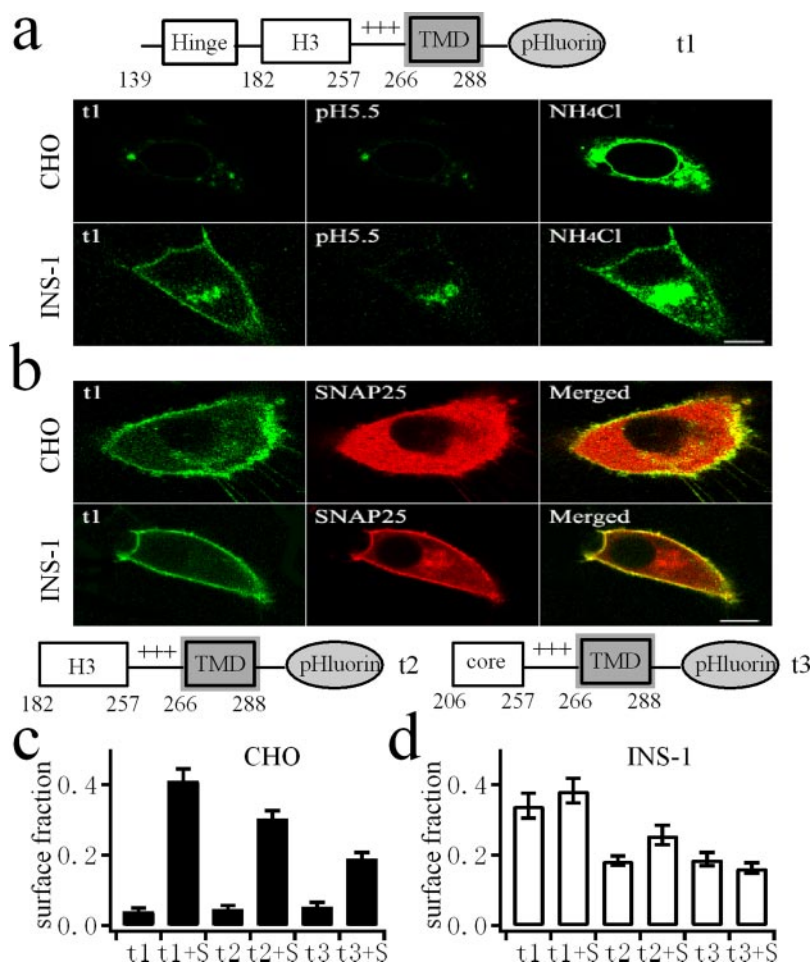 a
Hinge H3 +++ TMD pHluorin t1
139 182 257 266 288
t1 pH5.5 NH4Cl
CHO
t1 pH5.5 NH4Cl
INS-1
b
t1 SNAP25 Merged
CHO
t1 SNAP25 Merged
INS-1
H3 +++ TMD pHluorin t2
182 257 266 288
core +++ TMD pHluorin t3
206 257 266 288
c
CHO
surface fraction
0.4
0.2
0.0
t1 t1+S t2 t2+S t3 t3+S
d
INS-1
surface fraction
0.4
0.2
0.0
t1 t1+S t2 t2+S t3 t3+S